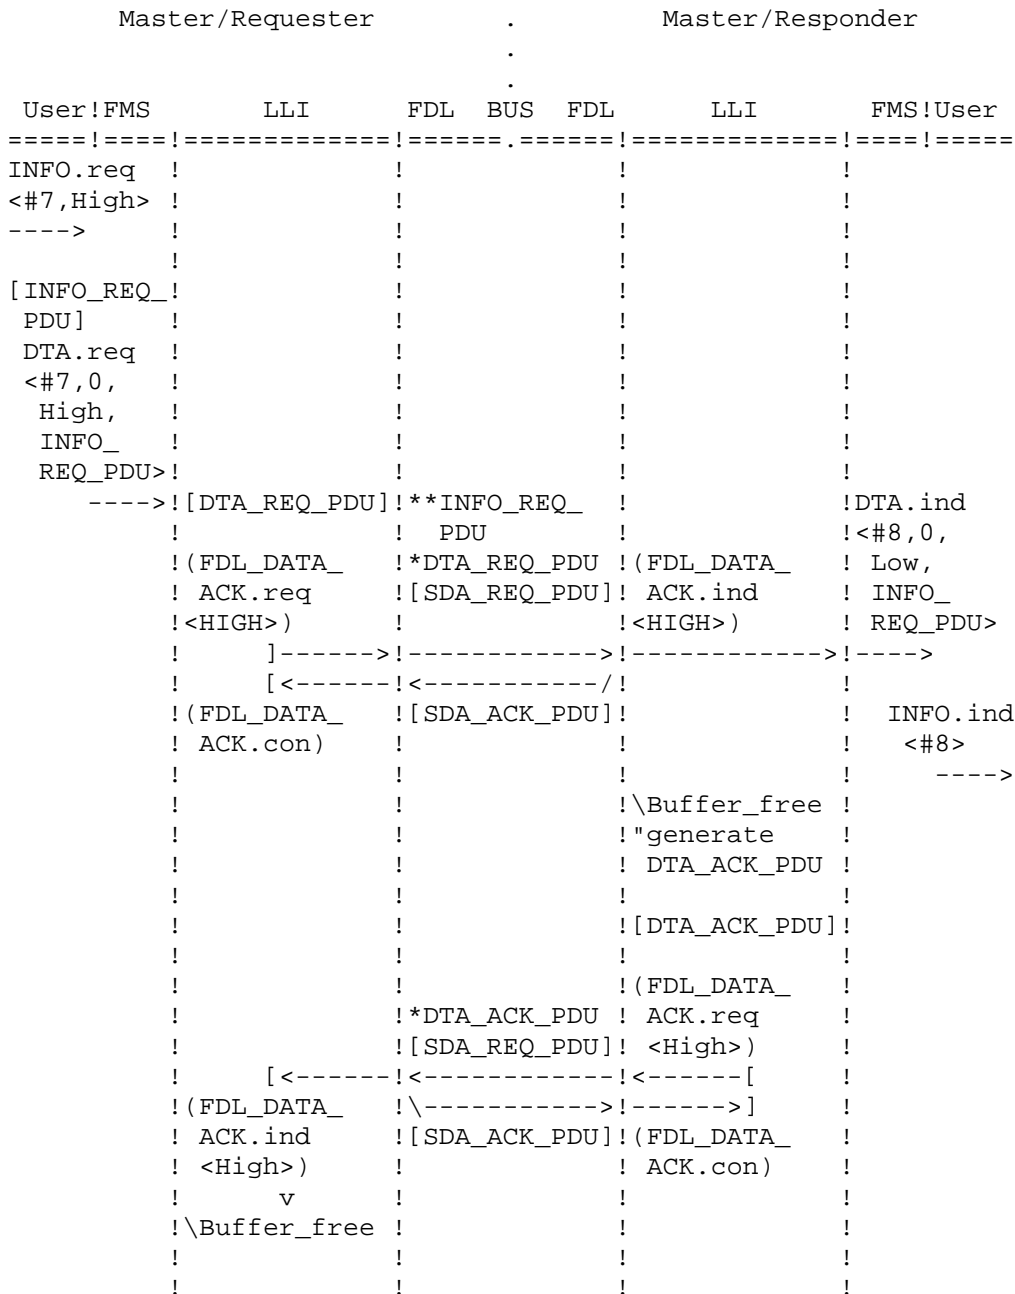 Master/Requester         .         Master/Responder
                                .
                                .
 User!FMS       LLI      FDL  BUS  FDL      LLI       FMS!User
=====!====!=============!======.======!=============!====!=====
INFO.req  !             !             !             !
<#7,High> !             !             !             !
---->     !             !             !             !
          !             !             !             !
[INFO_REQ_!             !             !             !
 PDU]     !             !             !             !
 DTA.req  !             !             !             !
 <#7,0,   !             !             !             !
  High,   !             !             !             !
  INFO_   !             !             !             !
  REQ_PDU>!             !             !             !
     ---->![DTA_REQ_PDU]!**INFO_REQ_  !             !DTA.ind
          !             !  PDU        !             !<#8,0,
          !(FDL_DATA_   !*DTA_REQ_PDU !(FDL_DATA_   ! Low,
          ! ACK.req     ![SDA_REQ_PDU]! ACK.ind     ! INFO_
          !<HIGH>)      !             !<HIGH>)      ! REQ_PDU>
          !     ]------>!------------>!------------>!---->
          !     [<------!<-----------/!             !
          !(FDL_DATA_   ![SDA_ACK_PDU]!             !  INFO.ind
          ! ACK.con)    !             !             !   <#8>
          !             !             !             !     ---->
          !             !             !\Buffer_free !
          !             !             !"generate    !
          !             !             ! DTA_ACK_PDU !
          !             !             !             !
          !             !             ![DTA_ACK_PDU]!
          !             !             !             !
          !             !             !(FDL_DATA_   !
          !             !*DTA_ACK_PDU ! ACK.req     !
          !             ![SDA_REQ_PDU]! <High>)     !
          !     [<------!<------------!<------[     !
          !(FDL_DATA_   !\----------->!------>]     !
          ! ACK.ind     ![SDA_ACK_PDU]!(FDL_DATA_   !
          ! <High>)     !             ! ACK.con)    !
          !      v      !             !             !
          !\Buffer_free !             !             !
          !             !             !             !
          !             !             !             !